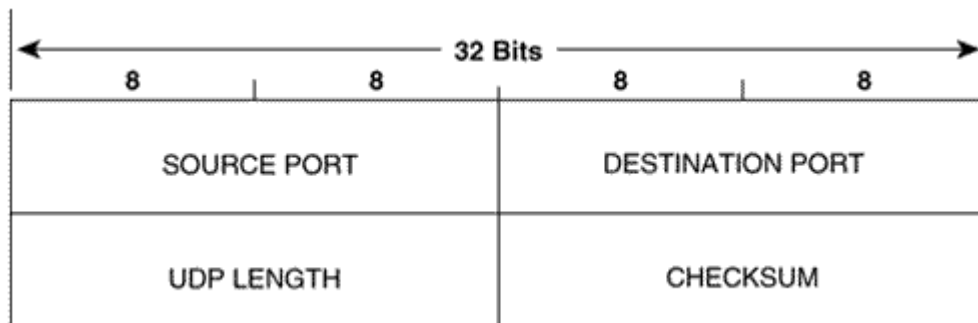 32 Bits
8 8 8 8
SOURCE PORT DESTINATION PORT
UDP LENGTH CHECKSUM